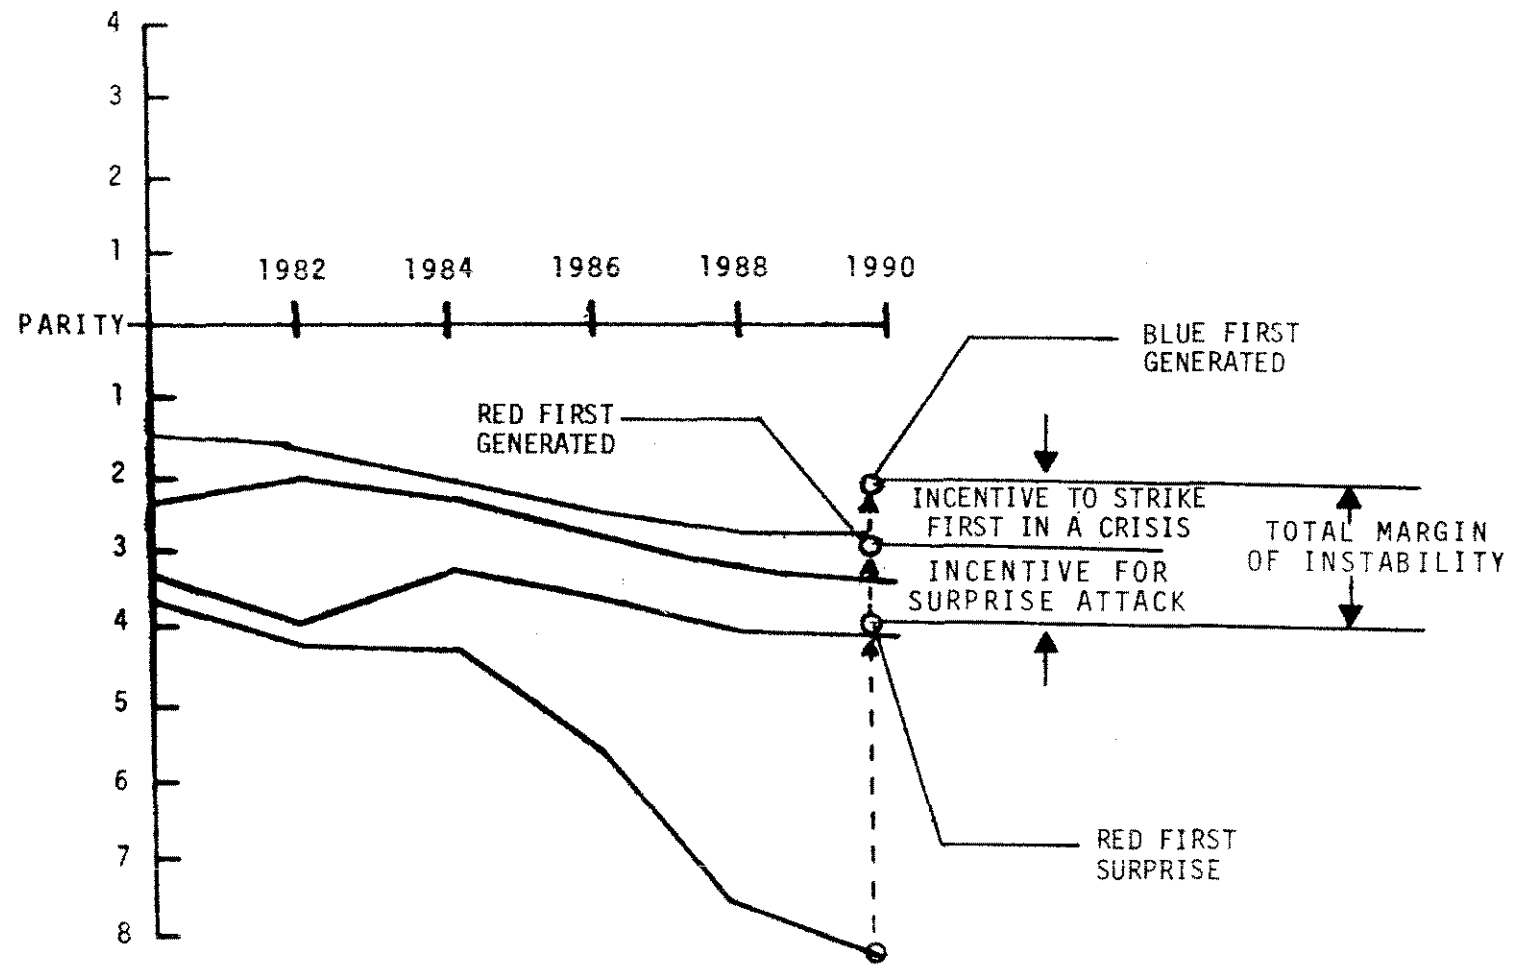 4
3
2
1
1982 1984 1986 1988 1990
PARITY
BLUE FIRST
GENERATED
1
RED FIRST
GENERATED
2
INCENTIVE TO STRIKE
FIRST IN A CRISIS
TOTAL MARGIN
OF INSTABILITY
3
INCENTIVE FOR
SURPRISE ATTACK
4
5
6
7
RED FIRST
SURPRISE
8